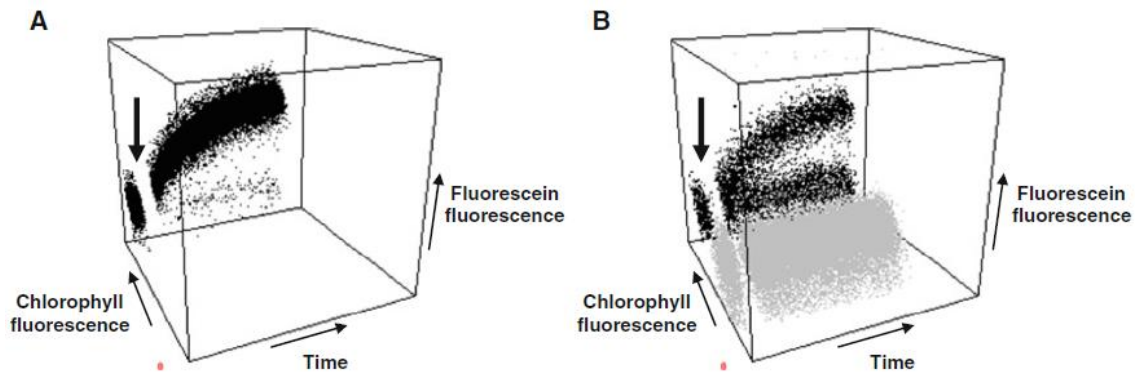 A
Fluorescein
fluorescence
Chlorophyll
fluorescence
Time
B
Fluorescein
fluorescence
Chlorophyll
fluorescence
Time